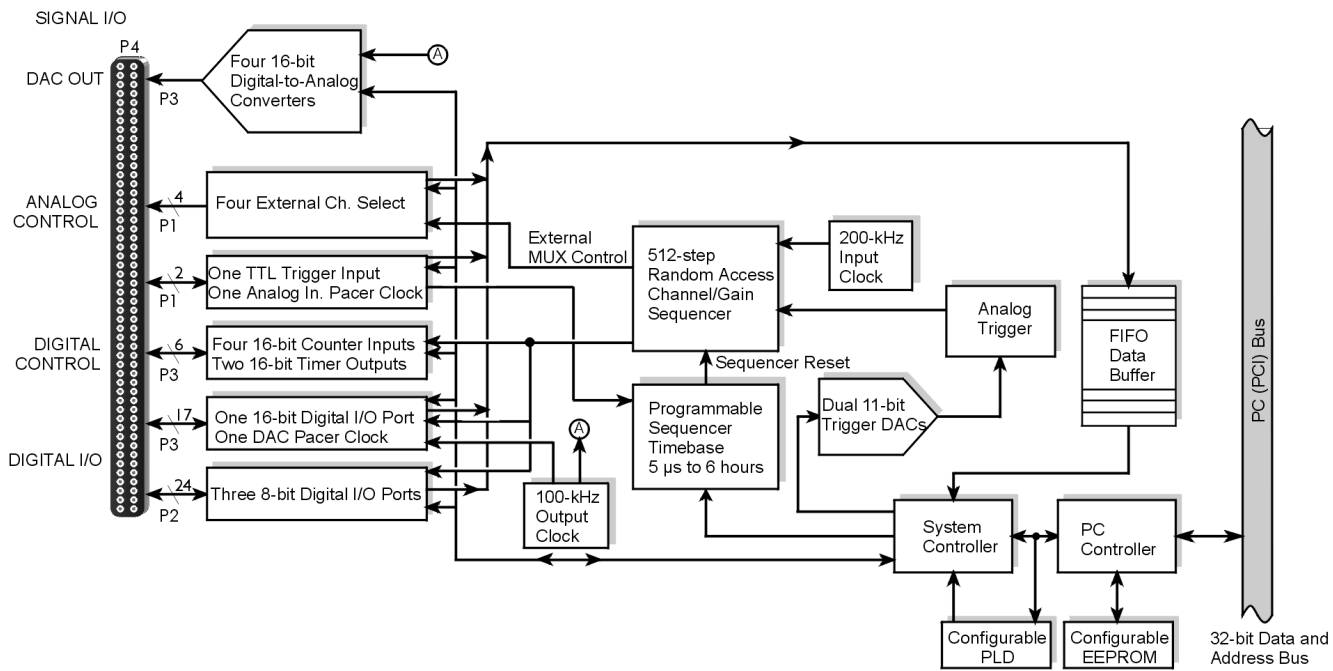 SIGNAL I/O
P4
DAC OUT
P3
Four 16-bit
Digital-to-Analog
Converters
A
ANALOG
CONTROL
4
P1
Four External Ch. Select
2
P1
One TTL Trigger Input
One Analog In. Pacer Clock
DIGITAL
CONTROL
6
P3
Four 16-bit Counter Inputs
Two 16-bit Timer Outputs
17
P3
One 16-bit Digital I/O Port
One DAC Pacer Clock
DIGITAL I/O
24
P2
Three 8-bit Digital I/O Ports
External
MUX Control
512-step
Random Access
Channel/Gain
Sequencer
200-kHz
Input
Clock
Analog
Trigger
Sequencer Reset
Programmable
Sequencer
Timebase
5 µs to 6 hours
Dual 11-bit
Trigger DACs
A
100-kHz
Output
Clock
FIFO
Data
Buffer
System
Controller
PC
Controller
Configurable
PLD
Configurable
EEPROM
PC (PCI) Bus
32-bit Data and
Address Bus